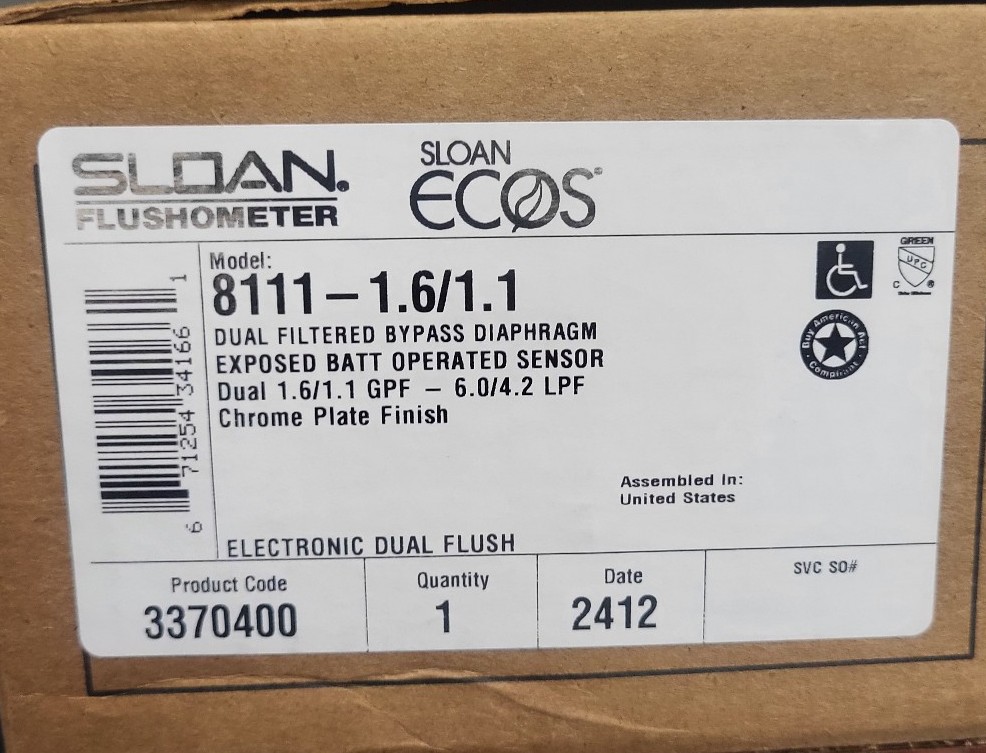 SLOAN.
FLUSHOMETER
SLOAN
ECOS
Model:
8111-1.6/1.1
DUAL FILTERED BYPASS DIAPHRAGM
EXPOSED BATT OPERATED SENSOR
Dual 1.6/1.1 GPF - 6.0/4.2 LPF
Chrome Plate Finish
GREEN
UPC
C ®
Buy American Act
Compliant
6 71254 34166 1
Assembled In:
United States
ELECTRONIC DUAL FLUSH
Product Code
3370400
Quantity
1
Date
2412
SVC SO#